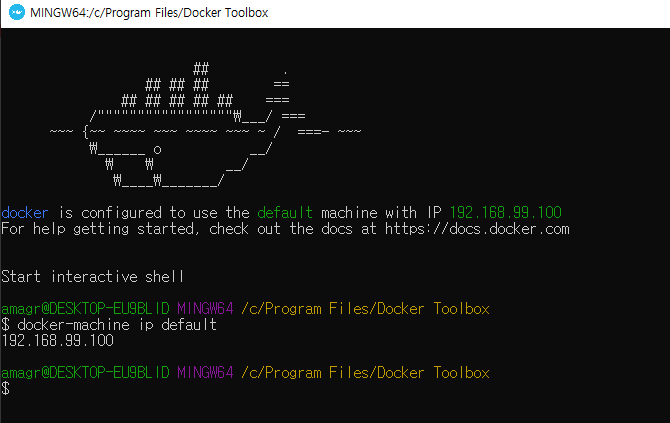 MINGW64:/c/Program Files/Docker Toolbox
                        ##         .
                  ## ## ##        ==
               ## ## ## ## ##    ===
           /"""""""""""""""""₩___/ ===
      ~~~ {~~ ~~~~ ~~~ ~~~~ ~~~ ~ /  ===- ~~~
           ₩______ o           __/
             ₩    ₩         __/
              ₩____₩_______/
docker is configured to use the default machine with IP 192.168.99.100
For help getting started, check out the docs at https://docs.docker.com
Start interactive shell
amagr@DESKTOP-EU9BLID MINGW64 /c/Program Files/Docker Toolbox
$ docker-machine ip default
192.168.99.100
amagr@DESKTOP-EU9BLID MINGW64 /c/Program Files/Docker Toolbox
$